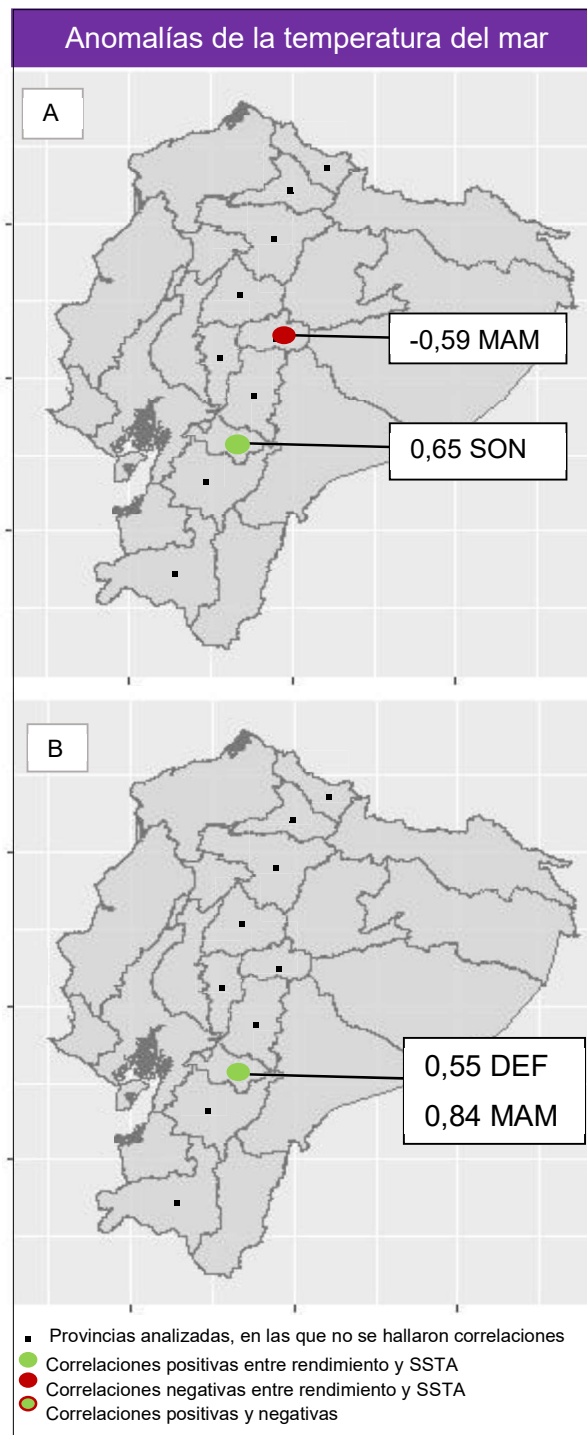 Anomalías de la temperatura del mar
A
-0,59 MAM
0,65 SON
B
0,55 DEF
0,84 MAM
Provincias analizadas, en las que no se hallaron correlaciones
Correlaciones positivas entre rendimiento y SSTA
Correlaciones negativas entre rendimiento y SSTA
Correlaciones positivas y negativas